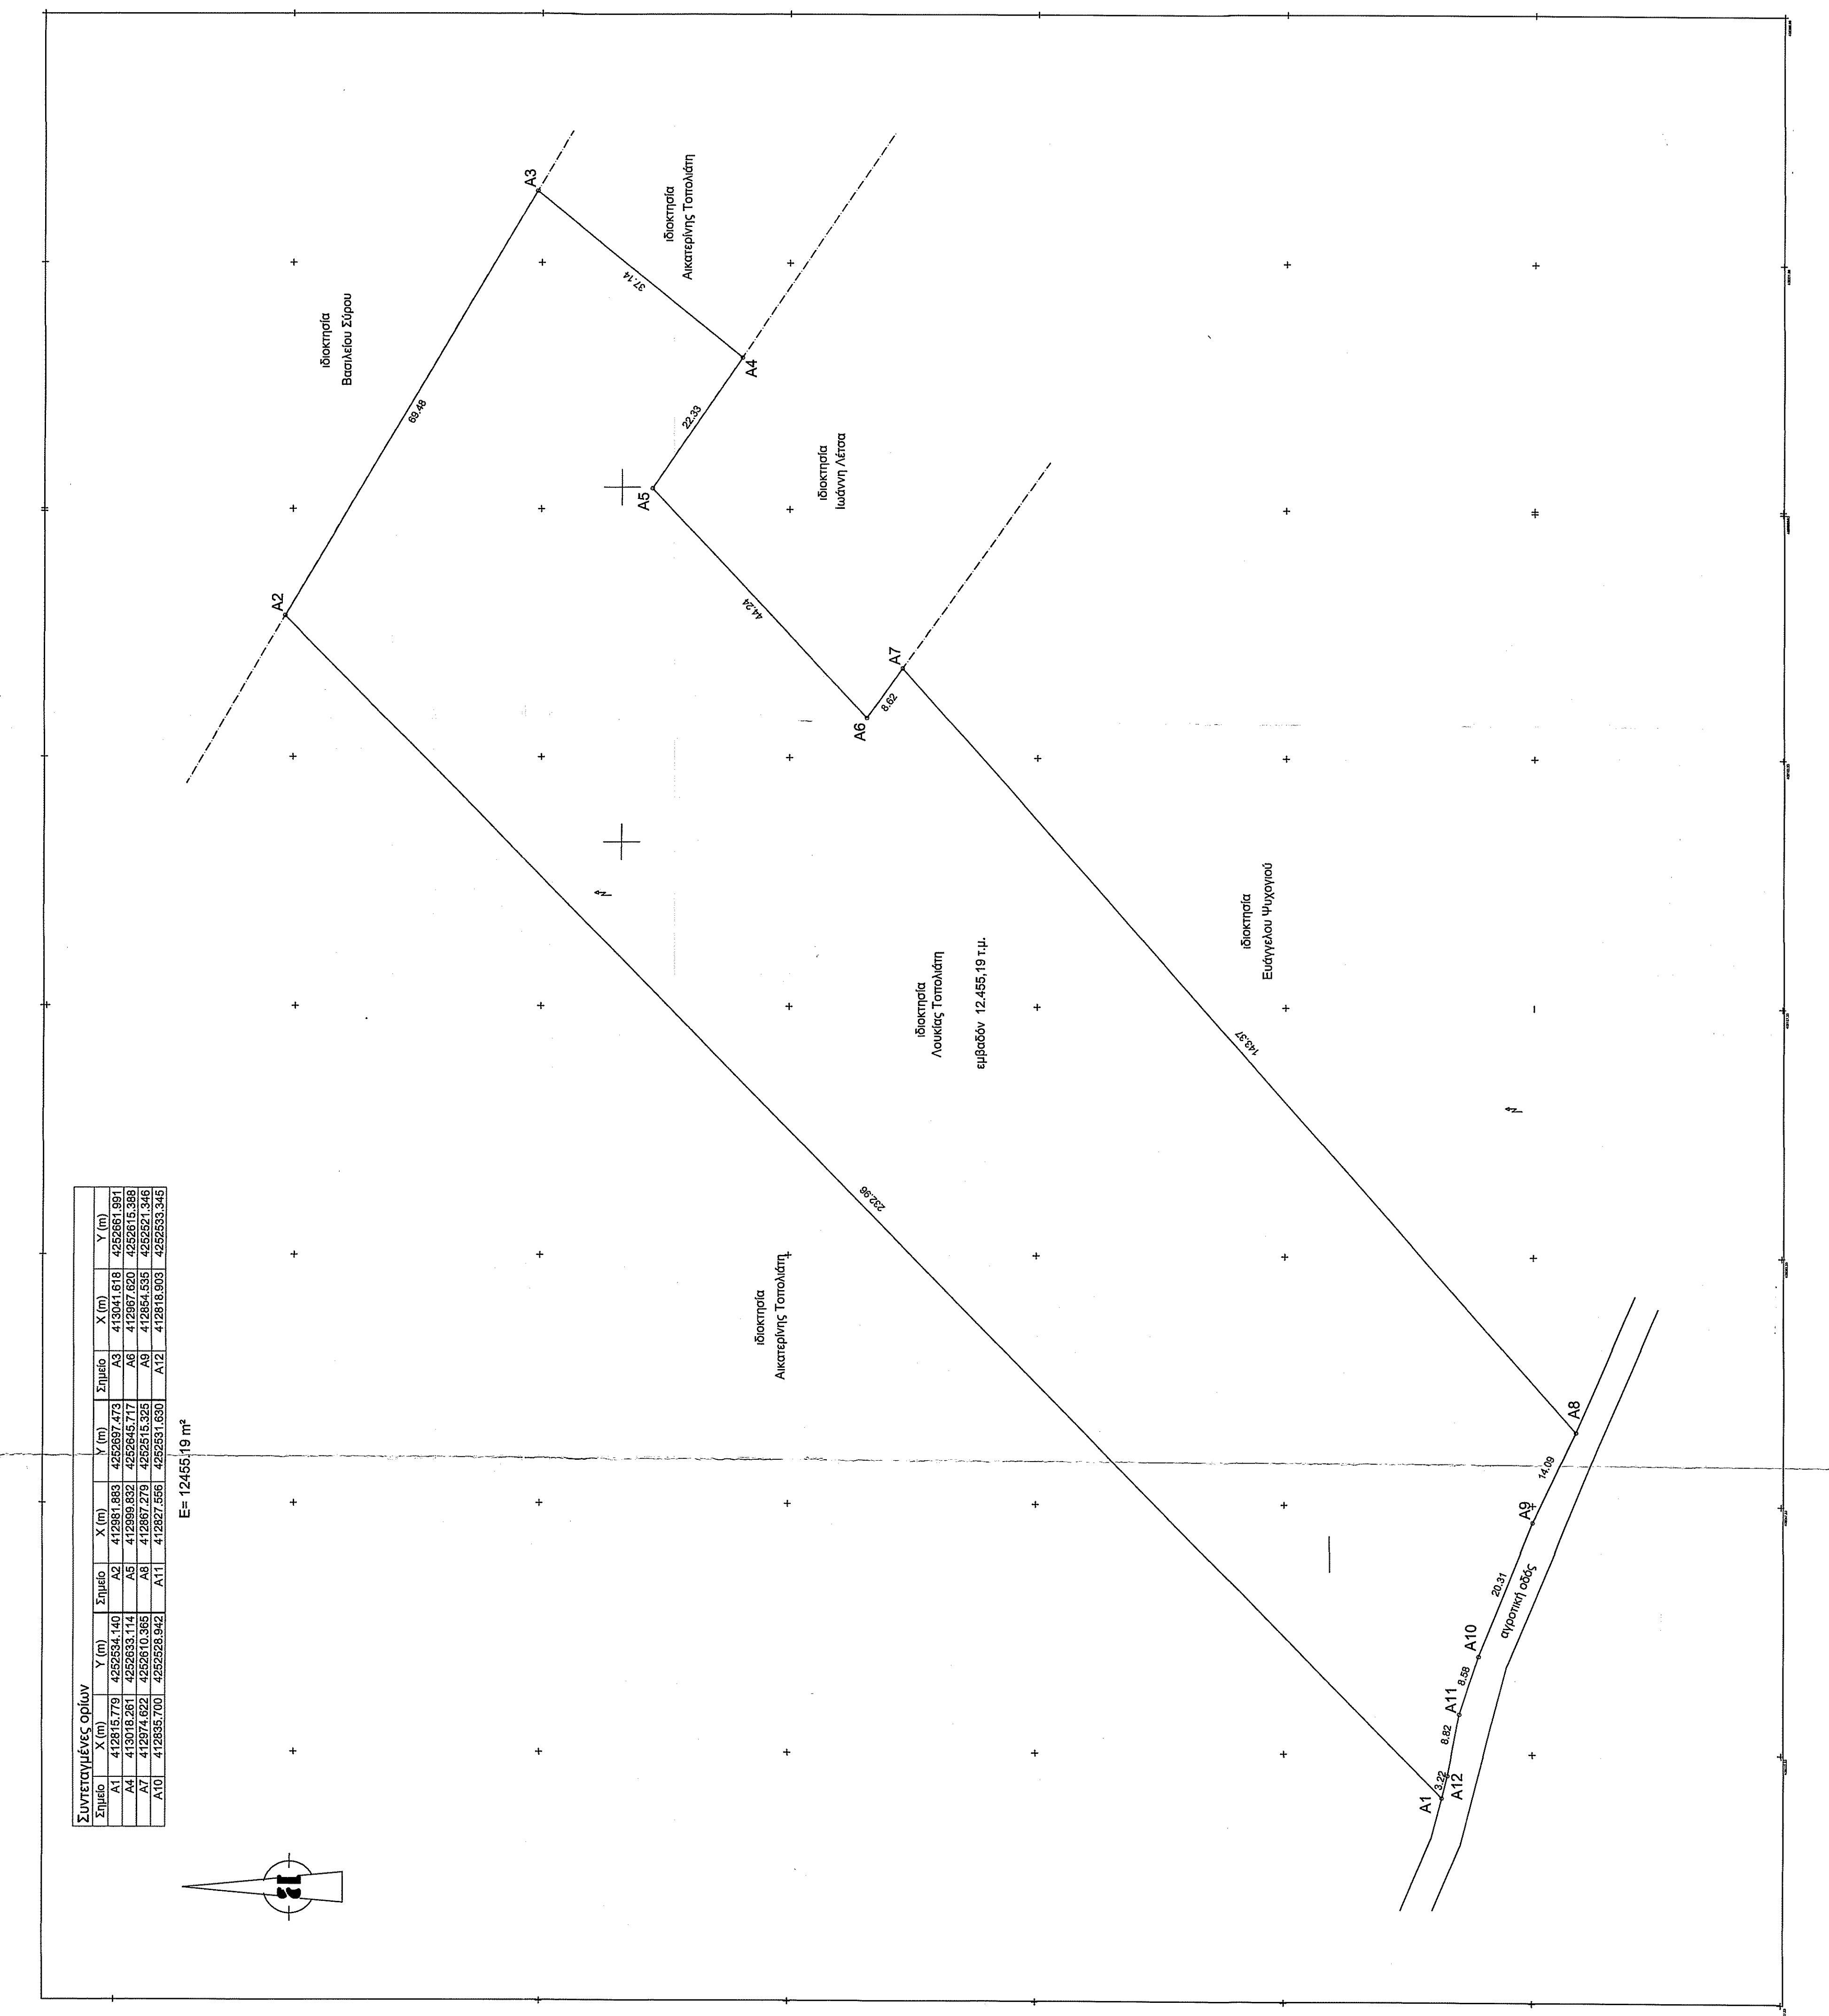 Συντεταγμένες ορίων
Σημείο X (m) Y (m) Σημείο X (m) Y (m) Σημείο X (m) Y (m)
A1 412815.779 4252534.140 A2 412981.883 4252697.473 A3 413041.618 4252661.991
A4 413018.261 4252633.114 A5 412999.832 4252645.717 A6 412967.620 4252615.388
A7 412974.622 4252610.365 A8 412867.279 4252515.325 A9 412854.535 4252521.346
A10 412835.700 4252528.942 A11 412827.556 4252531.630 A12 412818.903 4252533.345
E= 12455.19 m²
A2
69.48
A3
ιδιοκτησία
Βασιλείου Σύρου
37.14
ιδιοκτησία
Αικατερίνης Τοπολιάτη
A4
22.33
A5
ιδιοκτησία
Ιωάννη Λέτσα
44.24
A6
8.62
A7
232.96
ιδιοκτησία
Αικατερίνης Τοπολιάτη
ιδιοκτησία
Λουκίας Τοπολιάτη
εμβαδόν 12.455,19 τ.μ.
143.37
ιδιοκτησία
Ευάγγελου Ψυχογιού
A1
3.22
A12
8.82
A11
8.58
A10
20.31
A9
14.09
A8
αγροτική οδός